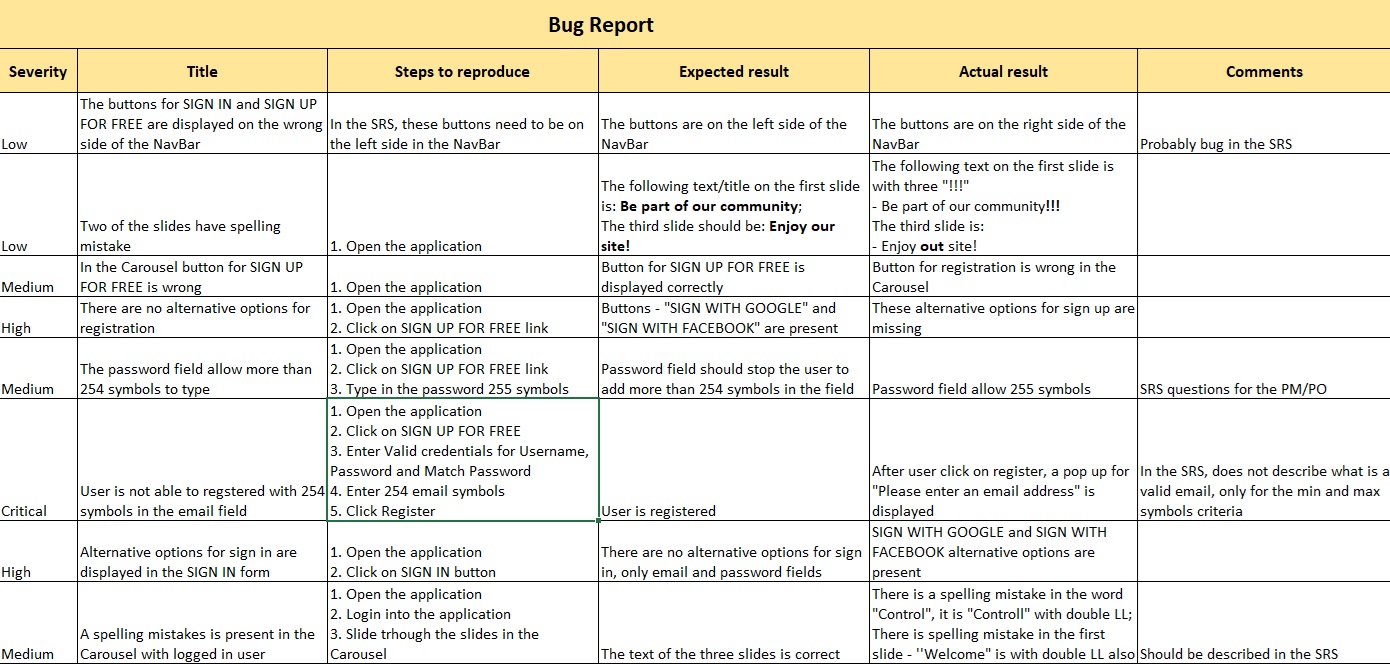 Bug Report
Severity
Title
Steps to reproduce
Expected result
Actual result
Comments
Low
The buttons for SIGN IN and SIGN UP
FOR FREE are displayed on the wrong
side of the NavBar
In the SRS, these buttons need to be on
the left side in the NavBar
The buttons are on the left side of the
NavBar
The buttons are on the right side of the
NavBar
Probably bug in the SRS
Low
Two of the slides have spelling
mistake
1. Open the application
The following text/title on the first slide
is: Be part of our community;
The third slide should be: Enjoy our
site!
The following text on the first slide is
with three "!!!"
- Be part of our community!!!
The third slide is:
- Enjoy out site!
Medium
In the Carousel button for SIGN UP
FOR FREE is wrong
1. Open the application
Button for SIGN UP FOR FREE is
displayed correctly
Button for registration is wrong in the
Carousel
High
There are no alternative options for
registration
1. Open the application
2. Click on SIGN UP FOR FREE link
Buttons - "SIGN WITH GOOGLE" and
"SIGN WITH FACEBOOK" are present
These alternative options for sign up are
missing
Medium
The password field allow more than
254 symbols to type
1. Open the application
2. Click on SIGN UP FOR FREE link
3. Type in the password 255 symbols
Password field should stop the user to
add more than 254 symbols in the field
Password field allow 255 symbols
SRS questions for the PM/PO
Critical
User is not able to regstered with 254
symbols in the email field
1. Open the application
2. Click on SIGN UP FOR FREE
3. Enter Valid credentials for Username,
Password and Match Password
4. Enter 254 email symbols
5. Click Register
User is registered
After user click on register, a pop up for
"Please enter an email address" is
displayed
In the SRS, does not describe what is a
valid email, only for the min and max
symbols criteria
High
Alternative options for sign in are
displayed in the SIGN IN form
1. Open the application
2. Click on SIGN IN button
There are no alternative options for sign
in, only email and password fields
SIGN WITH GOOGLE and SIGN WITH
FACEBOOK alternative options are
present
Medium
A spelling mistakes is present in the
Carousel with logged in user
1. Open the application
2. Login into the application
3. Slide trhough the slides in the
Carousel
The text of the three slides is correct
There is a spelling mistake in the word
"Control", it is "Controll" with double LL;
There is spelling mistake in the first
slide - ''Welcome" is with double LL also
Should be described in the SRS